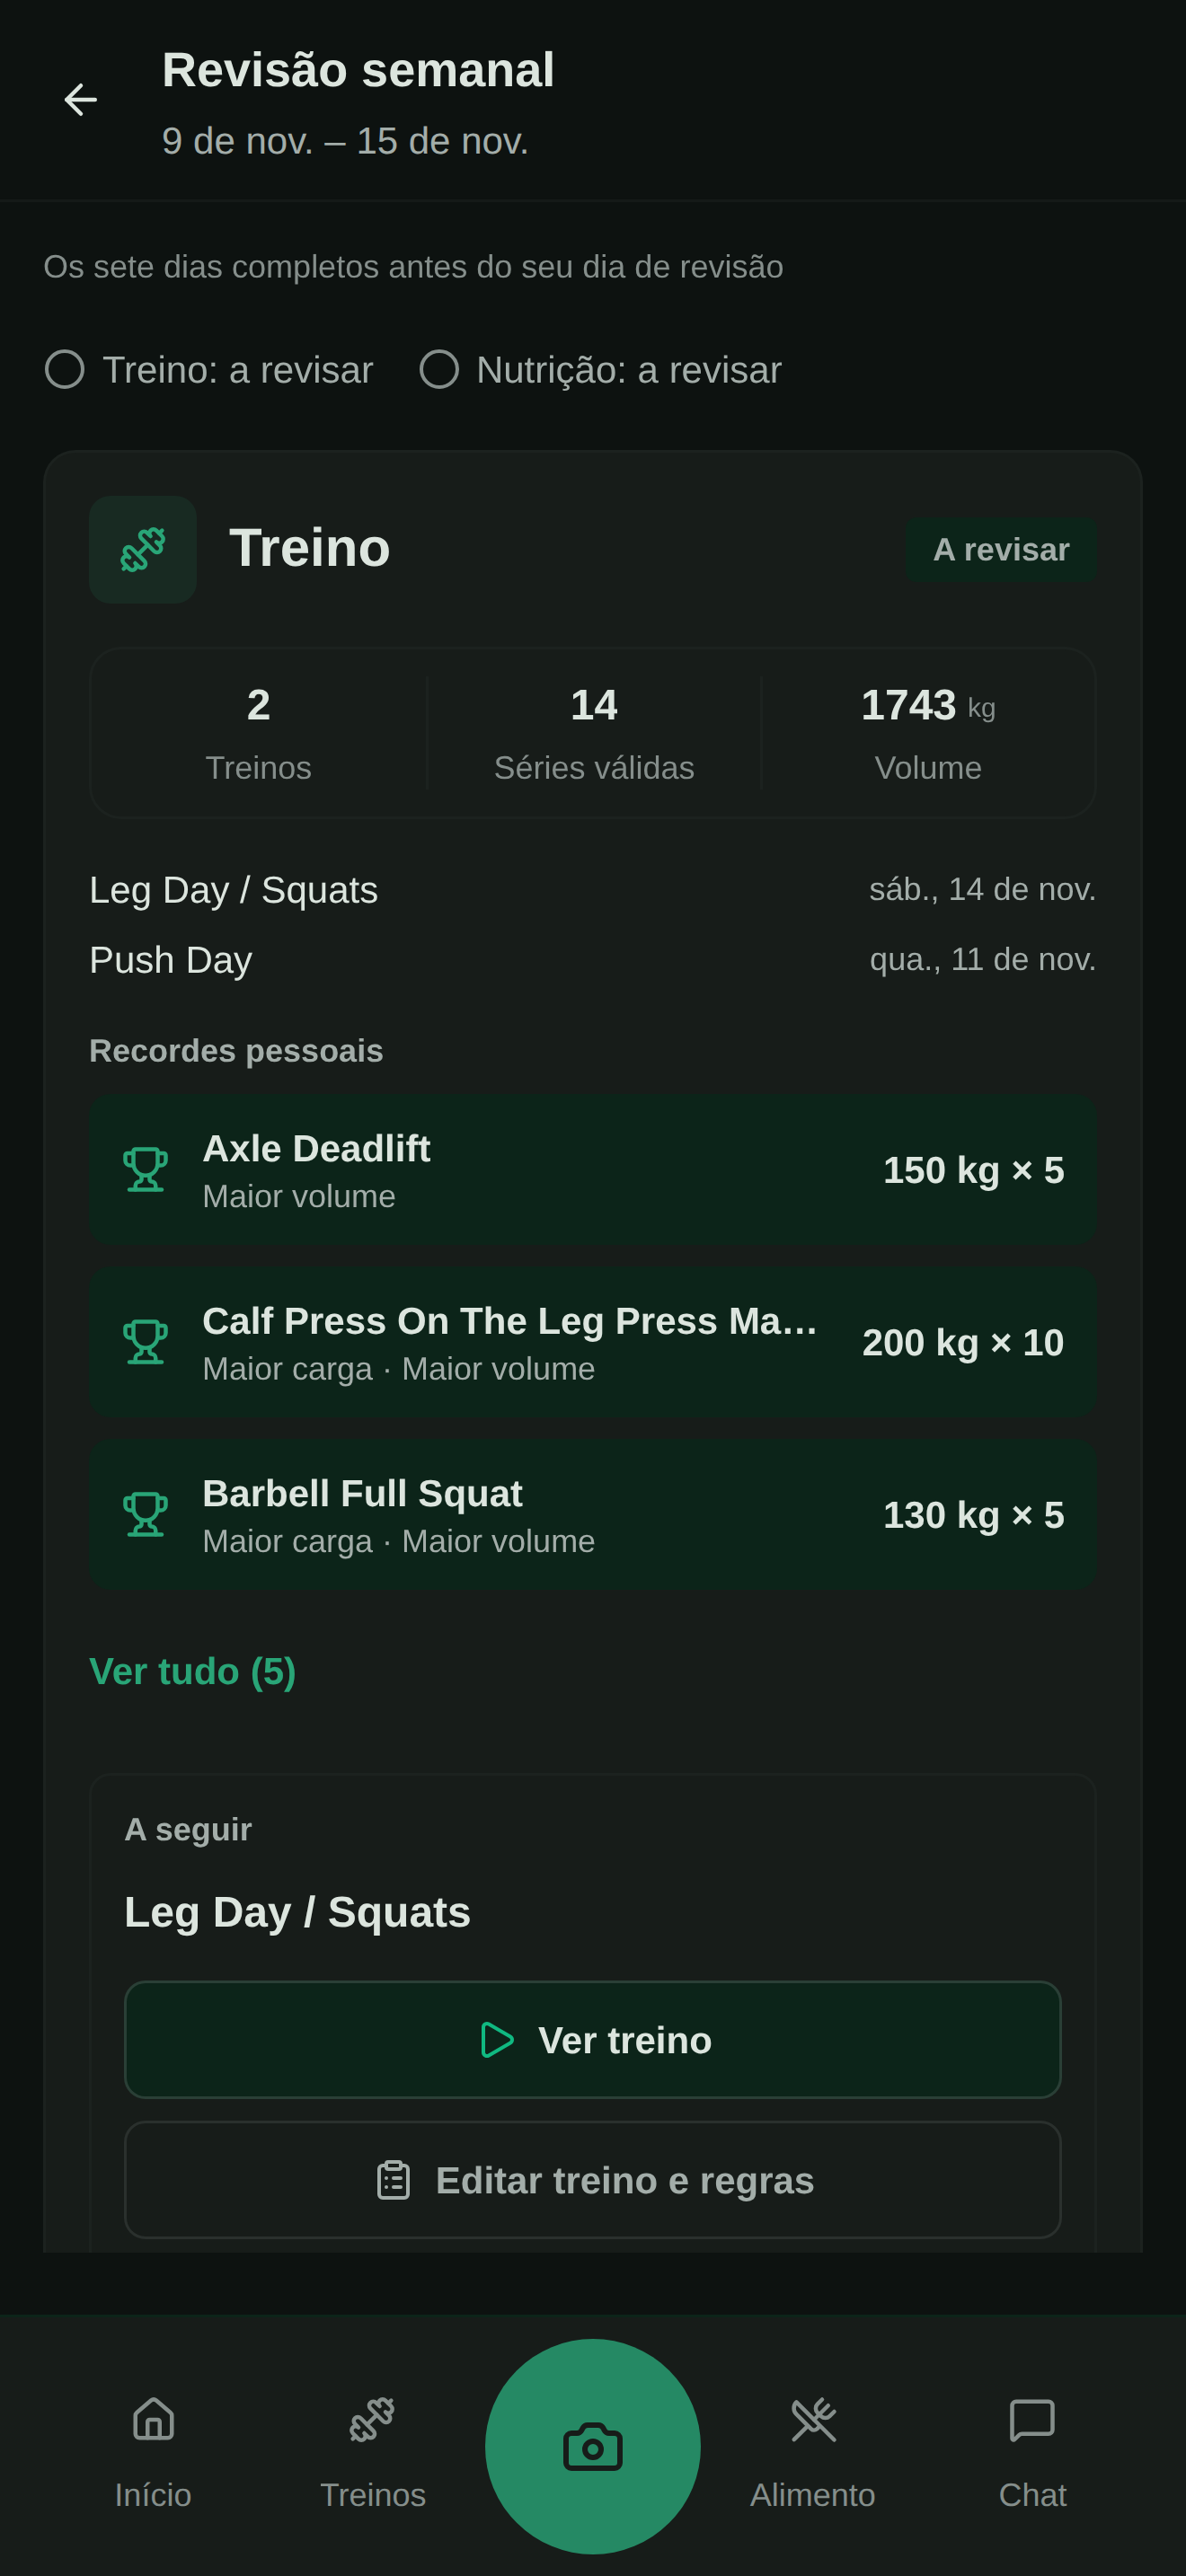 Revisão semanal
9 de nov. – 15 de nov.
Os sete dias completos antes do seu dia de revisão
Treino: a revisar
Nutrição: a revisar
Treino
A revisar
2
Treinos
14
Séries válidas
1743 kg
Volume
Leg Day / Squats
sáb., 14 de nov.
Push Day
qua., 11 de nov.
Recordes pessoais
Axle Deadlift
Maior volume
150 kg × 5
Calf Press On The Leg Press Ma…
Maior carga · Maior volume
200 kg × 10
Barbell Full Squat
Maior carga · Maior volume
130 kg × 5
Ver tudo (5)
A seguir
Leg Day / Squats
Ver treino
Editar treino e regras
Início
Treinos
Alimento
Chat